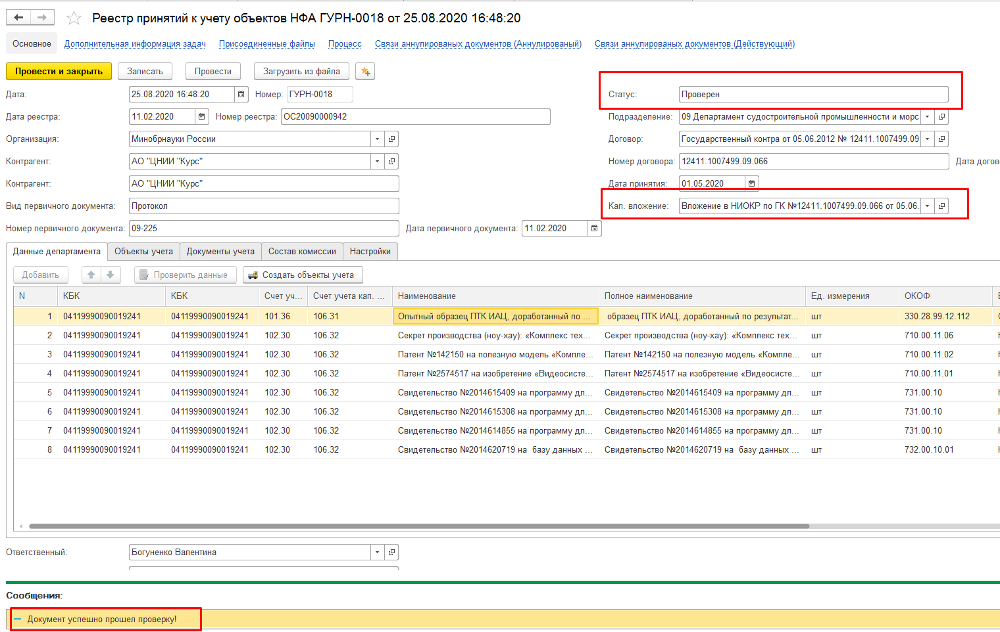 Реестр принятий к учету объектов НФА ГУРН-0018 от 25.08.2020 16:48:20
Основное Дополнительная информация задач Присоединенные файлы Процесс Связи аннулированых документов (Аннулированый) Связи аннулированых документов (Действующий)
Провести и закрыть Записать Провести Загрузить из файла
Дата: 25.08.2020 16:48:20 Номер: ГУРН-0018 Статус: Проверен
Дата реестра: 11.02.2020 Номер реестра: ОС20090000942 Подразделение: 09 Департамент судостроительной промышленности и морс
Организация: Минобрнауки России Договор: Государственный контра от 05.06.2012 № 12411.1007499.09
Контрагент: АО "ЦНИИ "Курс" Номер договора: 12411.1007499.09.066 Дата догов
Контрагент: АО "ЦНИИ "Курс" Дата принятия: 01.05.2020
Вид первичного документа: Протокол Кап. вложение: Вложение в НИОКР по ГК №12411.1007499.09.066 от 05.06.
Номер первичного документа: 09-225 Дата первичного документа: 11.02.2020
Данные департамента Объекты учета Документы учета Состав комиссии Настройки
Добавить Проверить данные Создать объекты учета
N КБК КБК Счет уч... Счет учета кап. ... Наименование Полное наименование Ед. измерения ОКОФ
1 04119990090019241 04119990090019241 101.36 106.31 Опытный образец ПТК ИАЦ, доработанный по ... образец ПТК ИАЦ, доработанный по результат... шт 330.28.99.12.112
2 04119990090019241 04119990090019241 102.30 106.32 Секрет производства (ноу-хау): «Комплекс тех... Секрет производства (ноу-хау): «Комплекс тех... шт 710.00.11.06
3 04119990090019241 04119990090019241 102.30 106.32 Патент №142150 на полезную модель «Компле... Патент №142150 на полезную модель «Компле... шт 710.00.11.02
4 04119990090019241 04119990090019241 102.30 106.32 Патент №2574517 на изобретение «Видеосисте... Патент №2574517 на изобретение «Видеосисте... шт 710.00.11.01
5 04119990090019241 04119990090019241 102.30 106.32 Свидетельство №2014615409 на программу дл... Свидетельство №2014615409 на программу дл... шт 731.00.10
6 04119990090019241 04119990090019241 102.30 106.32 Свидетельство №2014615308 на программу дл... Свидетельство №2014615308 на программу дл... шт 731.00.10
7 04119990090019241 04119990090019241 102.30 106.32 Свидетельство №2014614855 на программу дл... Свидетельство №2014614855 на программу дл... шт 731.00.10
8 04119990090019241 04119990090019241 102.30 106.32 Свидетельство №2014620719 на базу данных ... Свидетельство №2014620719 на базу данных ... шт 732.00.10.01
Ответственный: Богуненко Валентина
Сообщения:
Документ успешно прошел проверку!